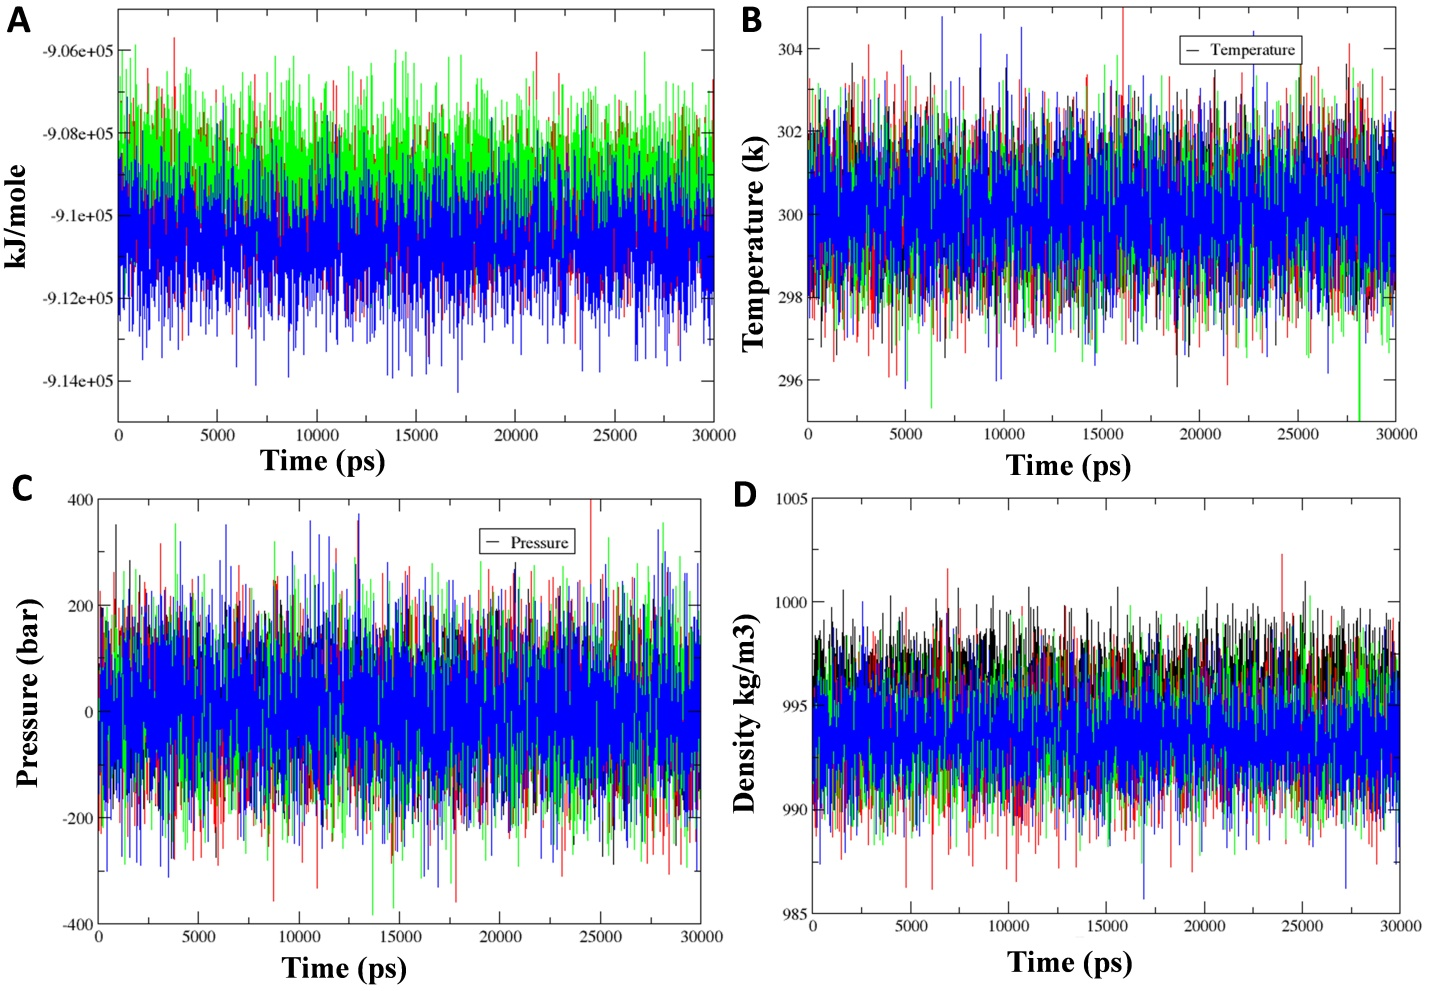 A
-9.06e+05
-9.08e+05
-9.1e+05
-9.12e+05
-9.14e+05
kJ/mole
0 5000 10000 15000 20000 25000 30000
Time (ps)
B
304
302
300
298
296
Temperature (k)
Temperature
0 5000 10000 15000 20000 25000 30000
Time (ps)
C
400
200
0
-200
-400
Pressure (bar)
Pressure
0 5000 10000 15000 20000 25000 30000
Time (ps)
D
1005
1000
995
990
985
Density kg/m3)
0 5000 10000 15000 20000 25000 30000
Time (ps)